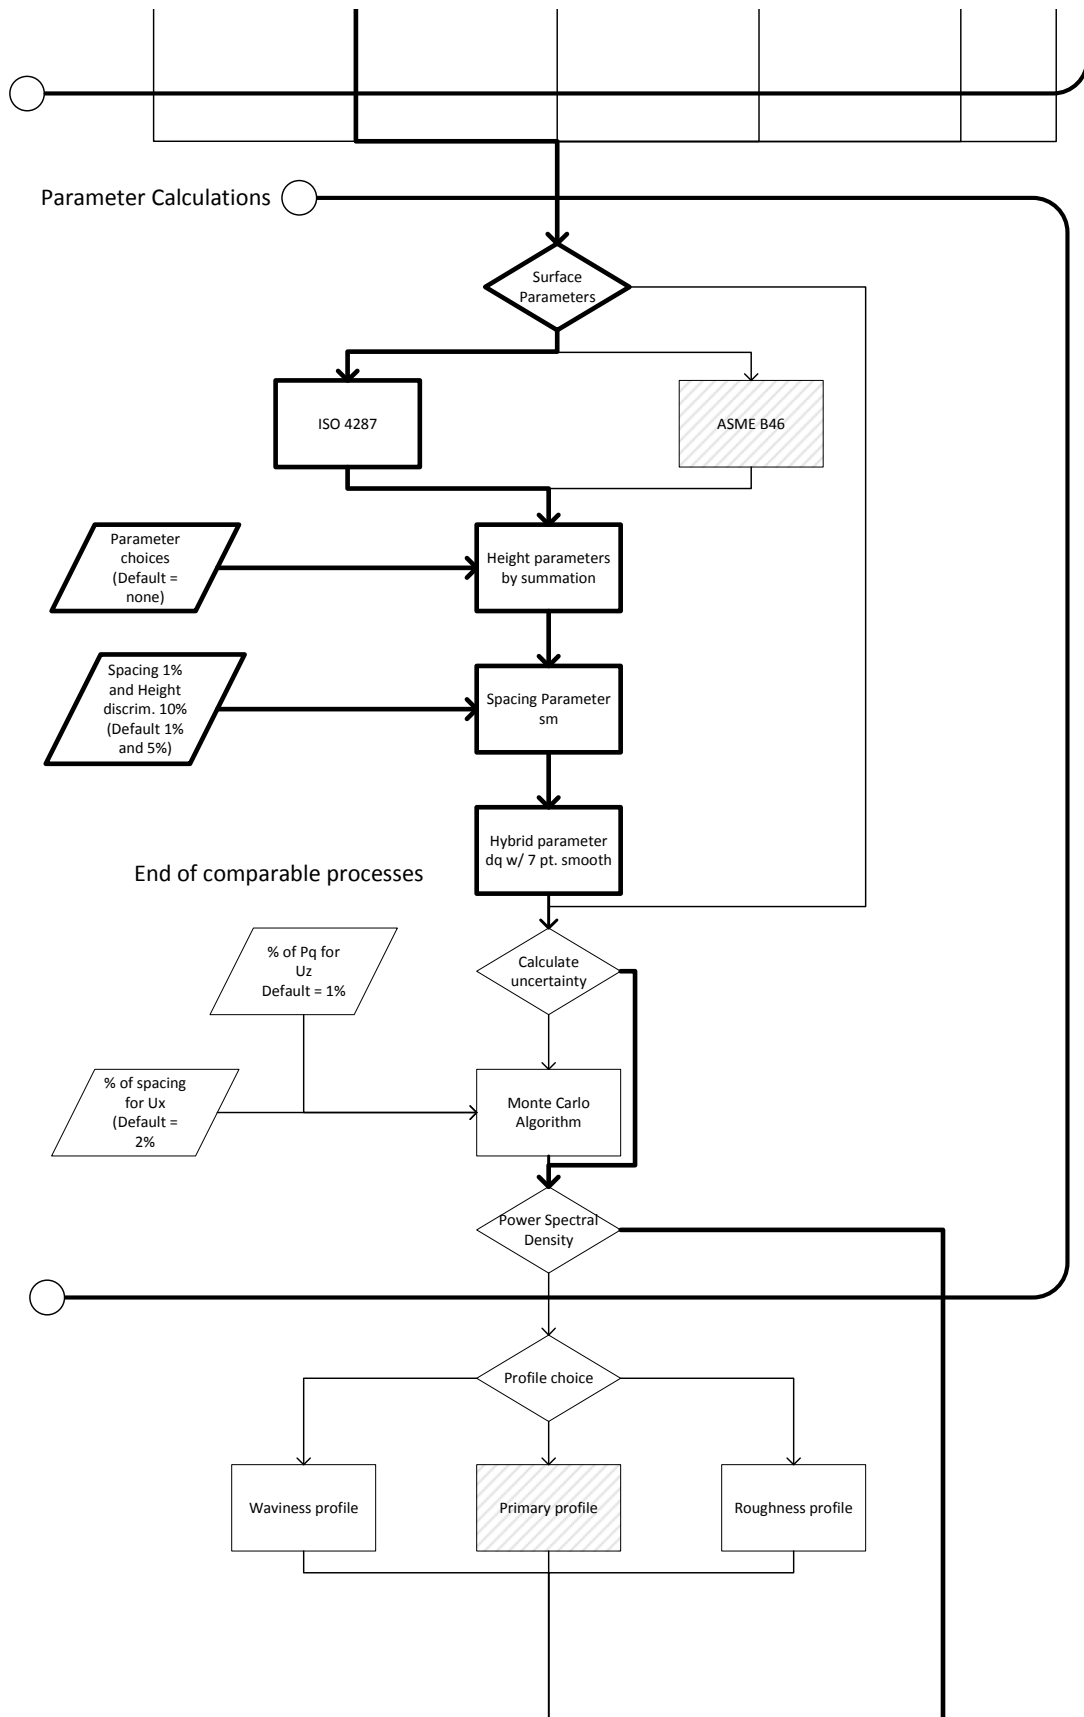 Parameter Calculations
Surface
Parameters
ISO 4287
ASME B46
Parameter
choices
(Default =
none)
Height parameters
by summation
Spacing 1%
and Height
discrim. 10%
(Default 1%
and 5%)
Spacing Parameter
sm
Hybrid parameter
dq w/ 7 pt. smooth
End of comparable processes
% of Pq for
Uz
Default = 1%
Calculate
uncertainty
% of spacing
for Ux
(Default =
2%
Monte Carlo
Algorithm
Power Spectral
Density
Profile choice
Waviness profile
Primary profile
Roughness profile